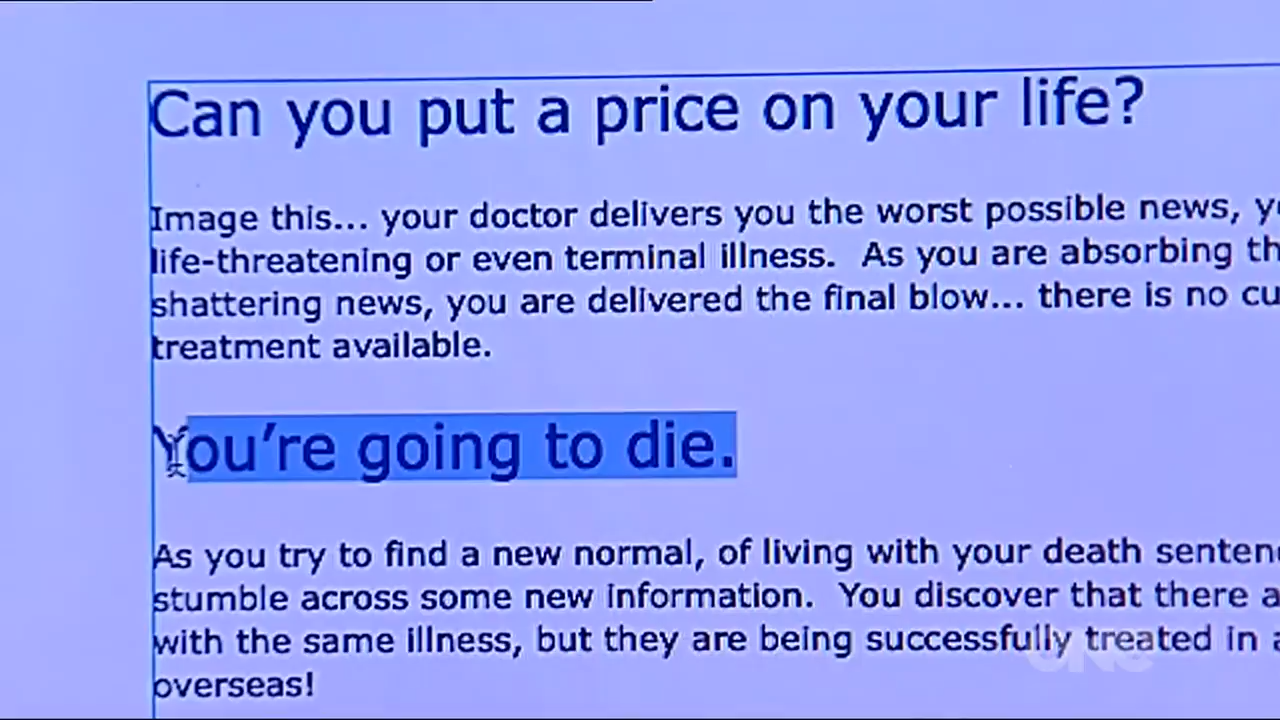 Can you put a price on your life?
Image this... your doctor delivers you the worst possible news, y
life-threatening or even terminal illness.  As you are absorbing th
shattering news, you are delivered the final blow... there is no cu
treatment available.
You're going to die.
As you try to find a new normal, of living with your death senten
stumble across some new information.  You discover that there a
with the same illness, but they are being successfully treated in a
overseas!
ONe